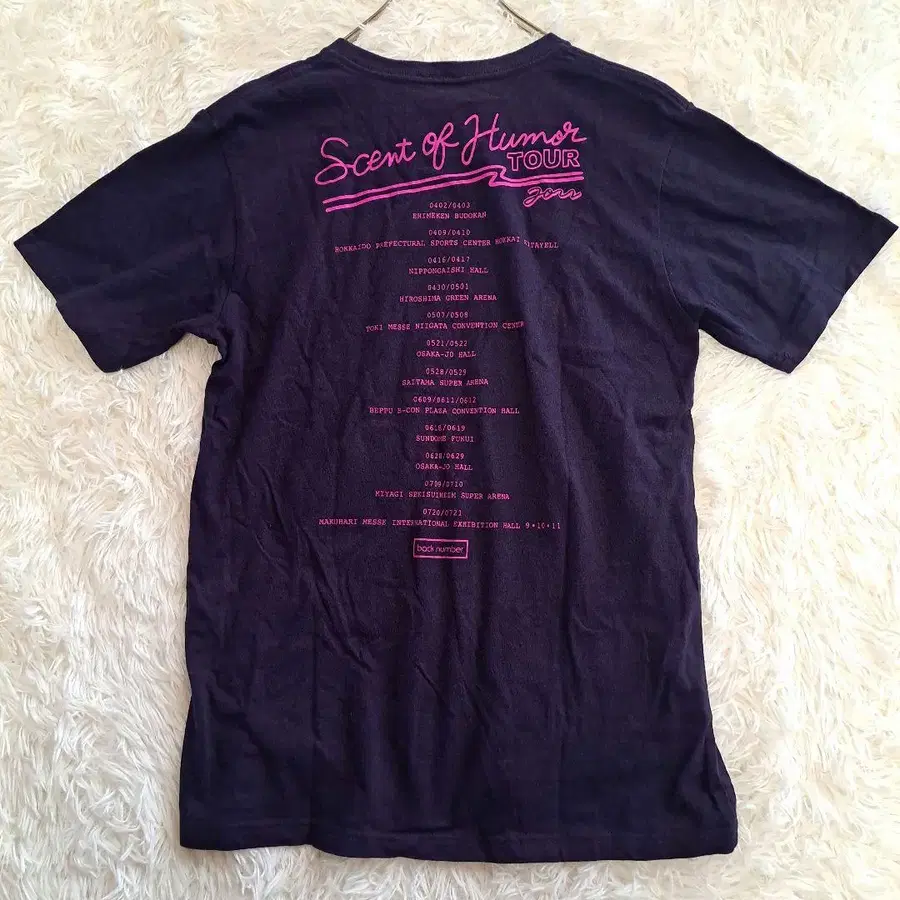 Scent of Humor
TOUR
2022
0402/0403
EHIMEKEN BUDOKAN
0409/0410
HOKKAIDO PREFECTURAL SPORTS CENTER HOKKAI KITAYELL
0416/0417
NIPPONGAISHI HALL
0430/0501
HIROSHIMA GREEN ARENA
0507/0508
TOKI MESSE NIIGATA CONVENTION CENTER
0521/0522
OSAKA-JO HALL
0528/0529
SAITAMA SUPER ARENA
0609/0611/0612
BEPPU B-CON PLAZA CONVENTION HALL
0618/0619
SUNDOME FUKUI
0628/0629
OSAKA-JO HALL
0709/0710
MIYAGI SEKISUIHEIM SUPER ARENA
0720/0721
MAKUHARI MESSE INTERNATIONAL EXHIBITION HALL 9•10•11
back number